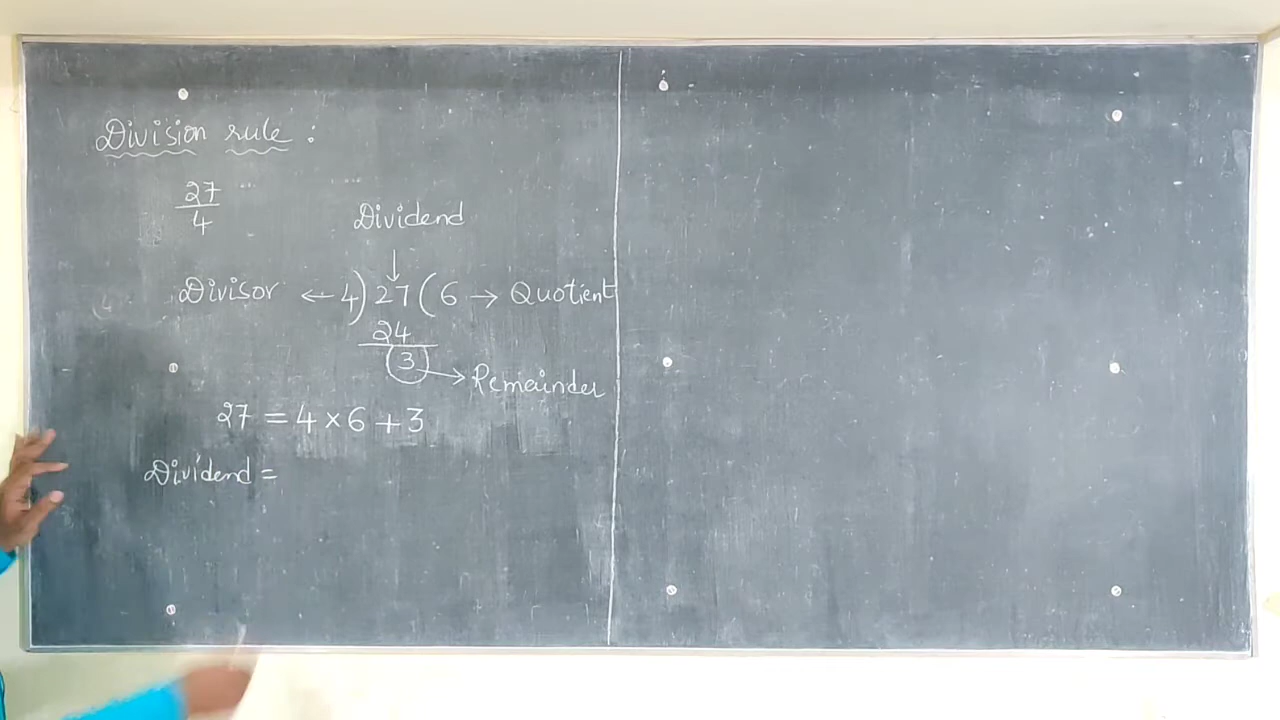 Division rule :
27
4
Dividend
↓
Divisor ← 4)27(6 → Quotient
24
3 → Remainder
27 = 4 × 6 + 3
Dividend =